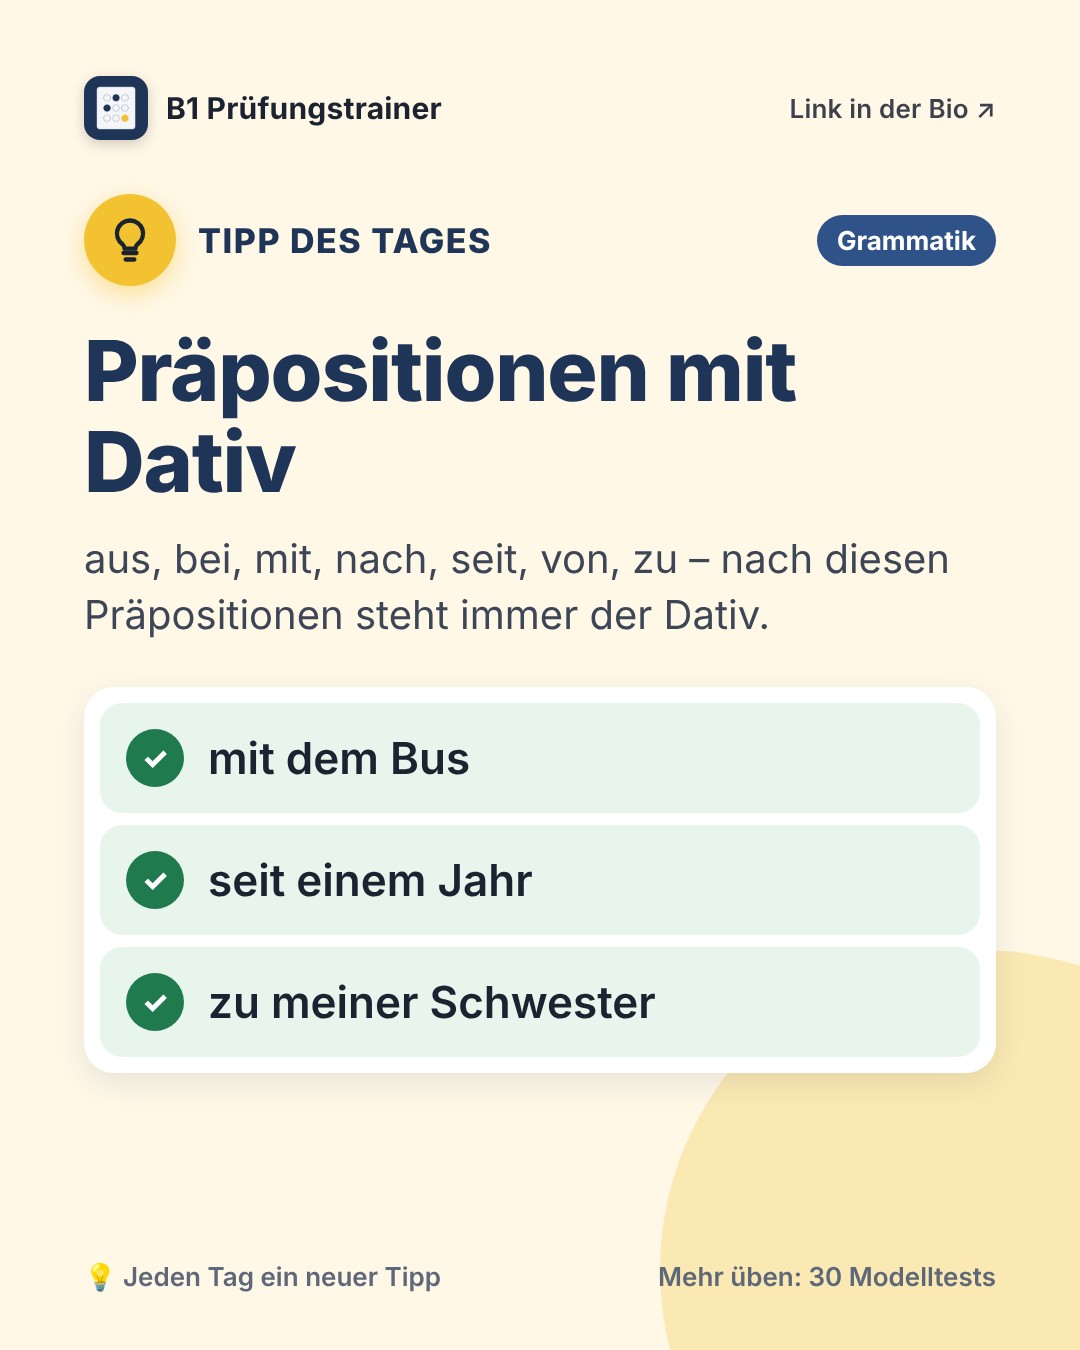 B1 Prüfungstrainer
Link in der Bio ↗
TIPP DES TAGES
Grammatik
Präpositionen mit
Dativ
aus, bei, mit, nach, seit, von, zu – nach diesen
Präpositionen steht immer der Dativ.
mit dem Bus
seit einem Jahr
zu meiner Schwester
💡 Jeden Tag ein neuer Tipp
Mehr üben: 30 Modelltests